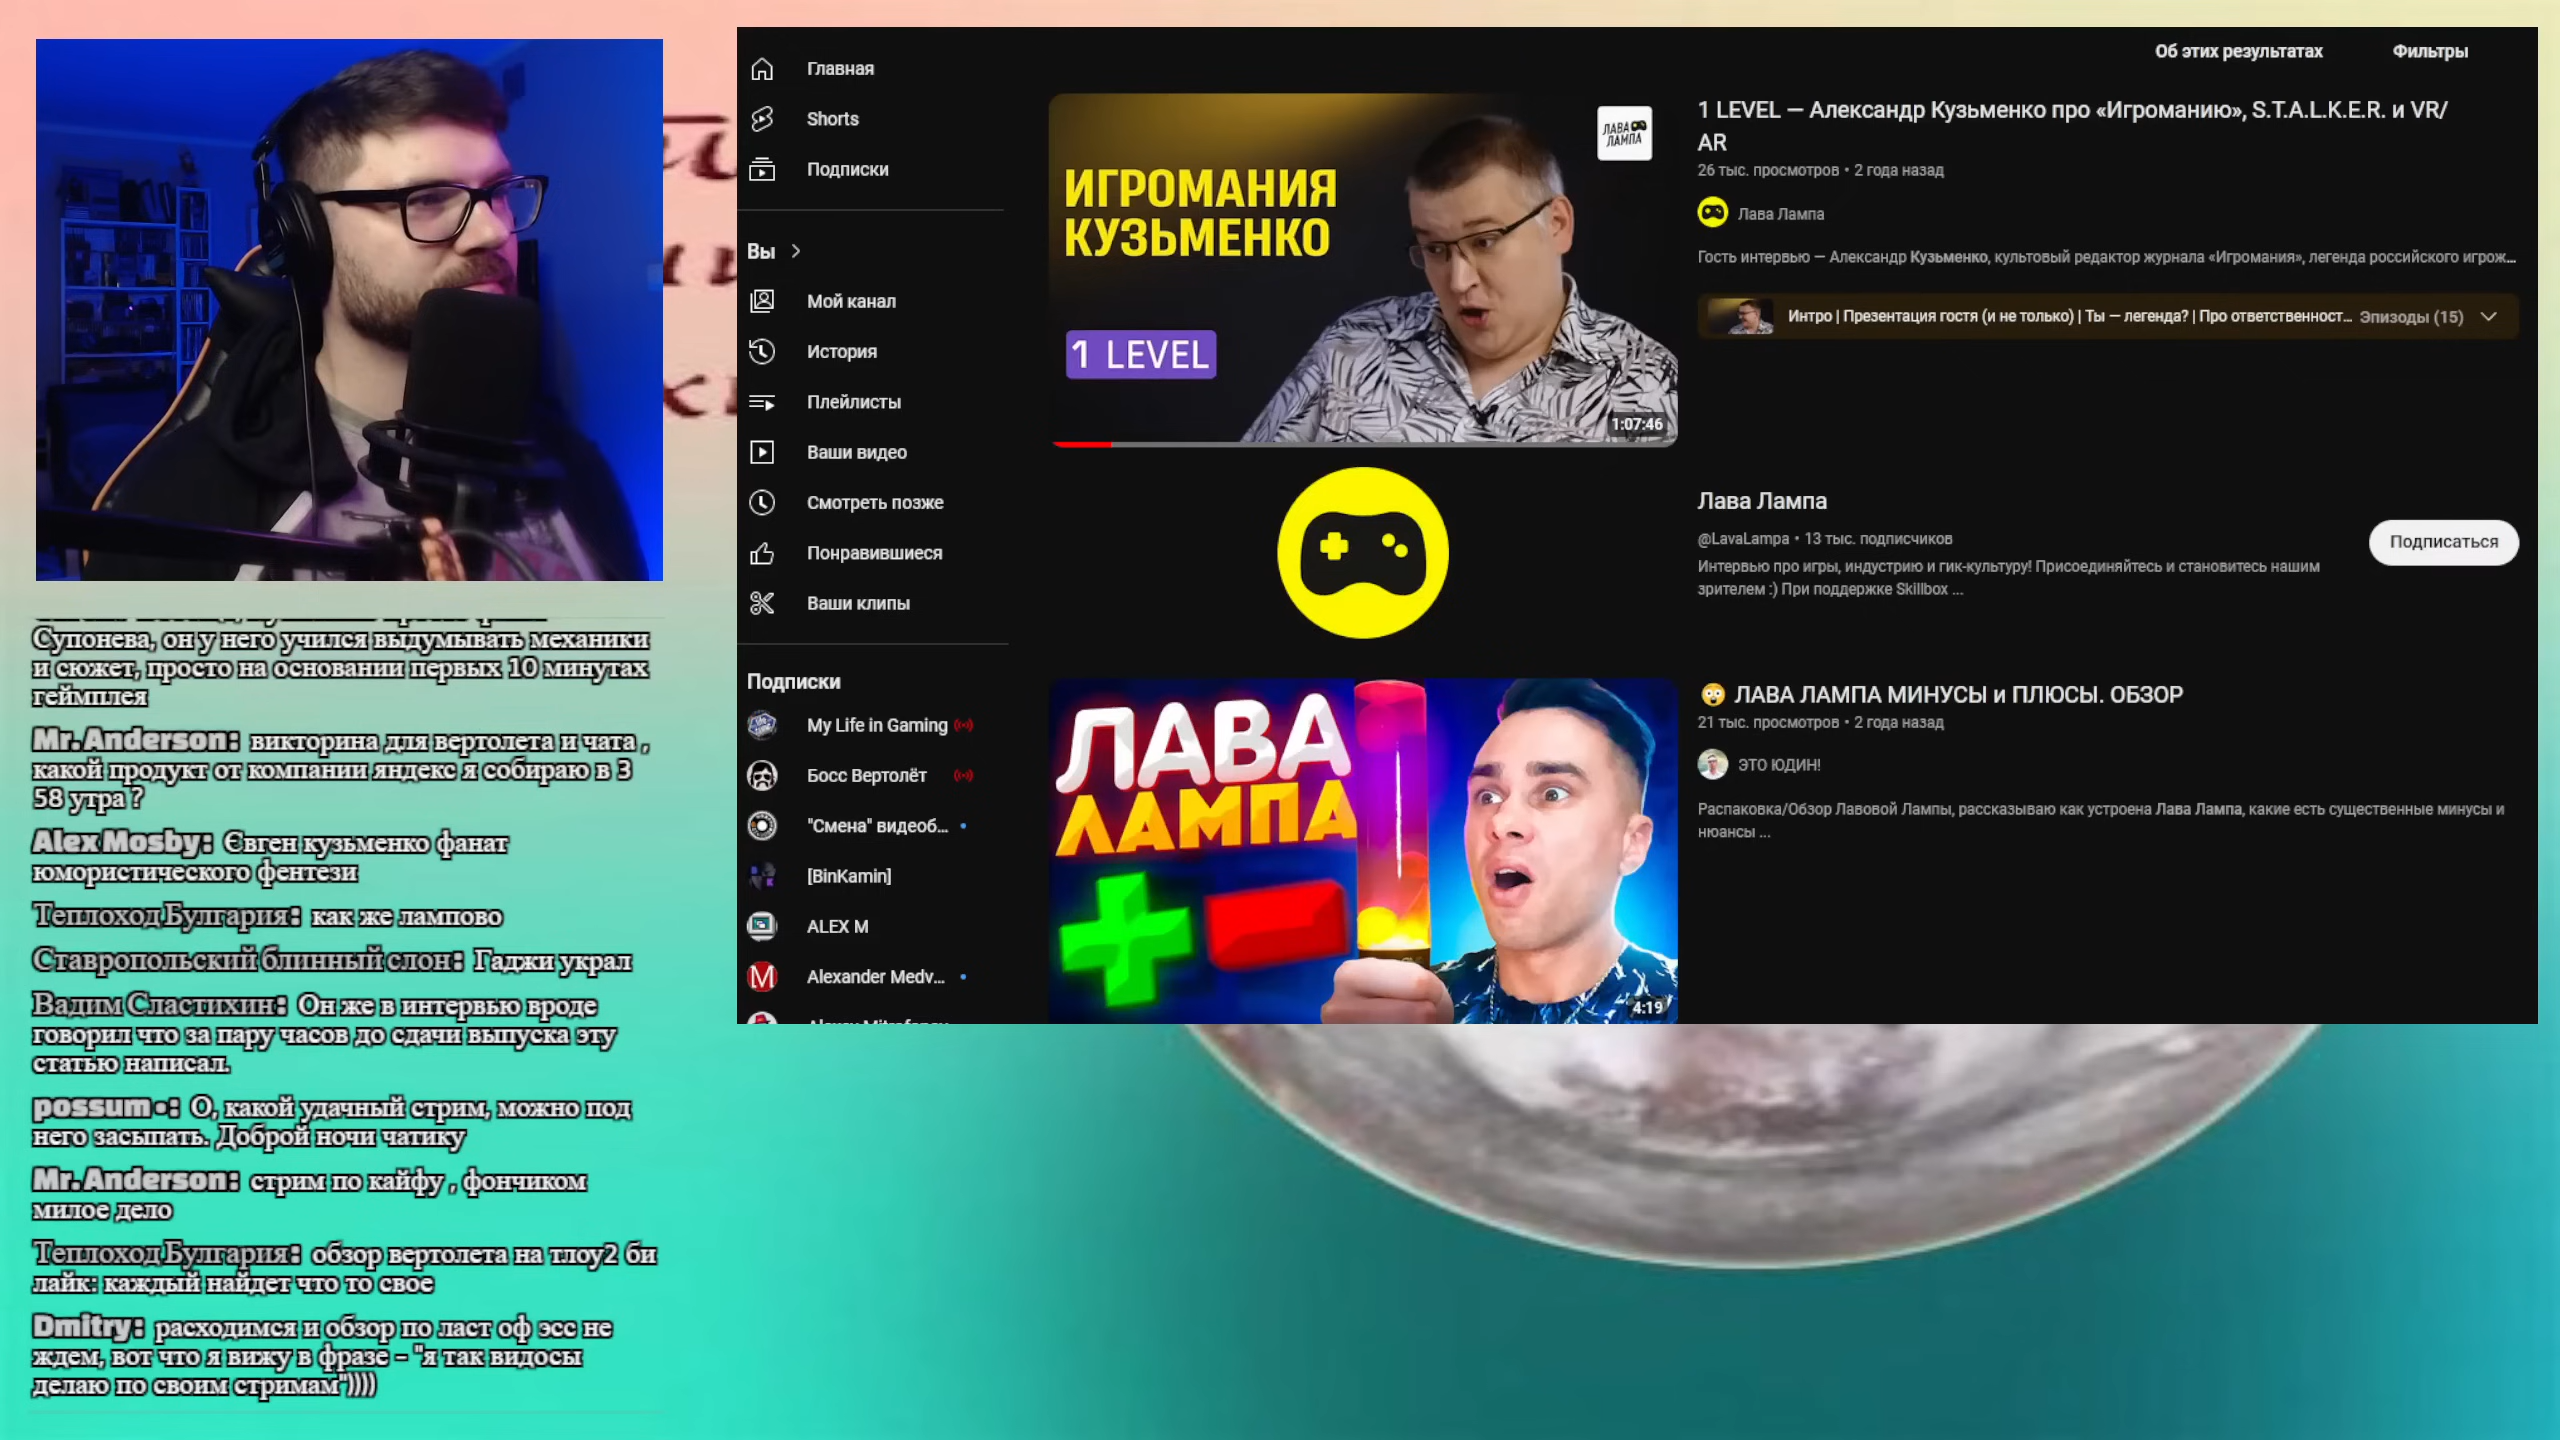 Супонева, он у него учился выдумывать механики
и сюжет, просто на основании первых 10 минутах
геймплея
Mr. Anderson: викторина для вертолета и чата ,
какой продукт от компании яндекс я собираю в 3
58 утра ?
Alex Mosby: Євген кузьменко фанат
юмористического фентези
Теплоход Булгария: как же лампово
Ставропольский блинный слон: Гаджи украл
Вадим Сластихин: Он же в интервью вроде
говорил что за пару часов до сдачи выпуска эту
статью написал.
possum •: О, какой удачный стрим, можно под
него засыпать. Доброй ночи чатику
Mr. Anderson: стрим по кайфу , фончиком
милое дело
Теплоход Булгария: обзор вертолета на тлоу2 би
лайк: каждый найдет что то свое
Dmitry: расходимся и обзор по ласт оф эсс не
ждем, вот что я вижу в фразе – "я так видосы
делаю по своим стримам"))))
Главная
Shorts
Подписки
Вы
Мой канал
История
Плейлисты
Ваши видео
Смотреть позже
Понравившиеся
Ваши клипы
Подписки
My Life in Gaming
Босс Вертолёт
"Смена" видеоб...
[BinKamin]
ALEX M
Alexander Medv...
Об этих результатах
Фильтры
ИГРОМАНИЯ
КУЗЬМЕНКО
1 LEVEL
ЛАВА
ЛАМПА
1:07:46
1 LEVEL — Александр Кузьменко про «Игроманию», S.T.A.L.K.E.R. и VR/
AR
26 тыс. просмотров • 2 года назад
Лава Лампа
Гость интервью — Александр Кузьменко, культовый редактор журнала «Игромания», легенда российского игрож...
Интро | Презентация гостя (и не только) | Ты — легенда? | Про ответственност... Эпизоды (15)
Лава Лампа
@LavaLampa • 13 тыс. подписчиков
Интервью про игры, индустрию и гик-культуру! Присоединяйтесь и становитесь нашим
зрителем :) При поддержке Skillbox ...
Подписаться
ЛАВА
ЛАМПА
4:19
ЛАВА ЛАМПА МИНУСЫ и ПЛЮСЫ. ОБЗОР
21 тыс. просмотров • 2 года назад
ЭТО ЮДИН!
Распаковка/Обзор Лавовой Лампы, рассказываю как устроена Лава Лампа, какие есть существенные минусы и
нюансы ...